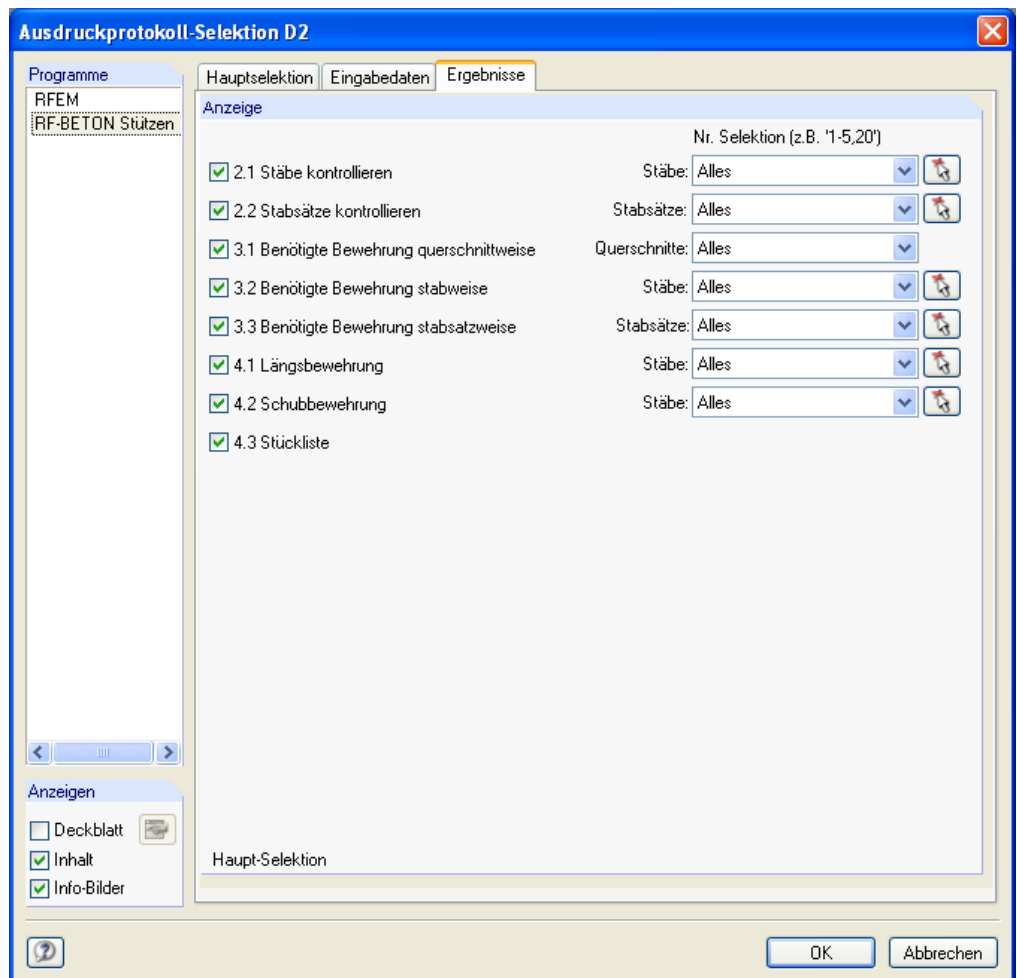 Ausdruckprotokoll-Selektion D2
Programme
RFEM
RF-BETON Stützen
Hauptselektion Eingabedaten Ergebnisse
Anzeige
Nr. Selektion (z.B. '1-5,20')
2.1 Stäbe kontrollieren Stäbe: Alles
2.2 Stabsätze kontrollieren Stabsätze: Alles
3.1 Benötigte Bewehrung querschnittweise Querschnitte: Alles
3.2 Benötigte Bewehrung stabweise Stäbe: Alles
3.3 Benötigte Bewehrung stabsatzweise Stabsätze: Alles
4.1 Längsbewehrung Stäbe: Alles
4.2 Schubbewehrung Stäbe: Alles
4.3 Stückliste
Haupt-Selektion
Anzeigen
Deckblatt
Inhalt
Info-Bilder
OK Abbrechen